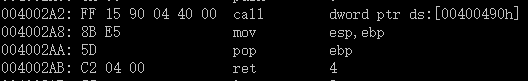 004002A2: FF 15 90 04 40 00 call dword ptr ds:[00400490h]
004002A8: 8B E5 mov esp,ebp
004002AA: 5D pop ebp
004002AB: C2 04 00 ret 4